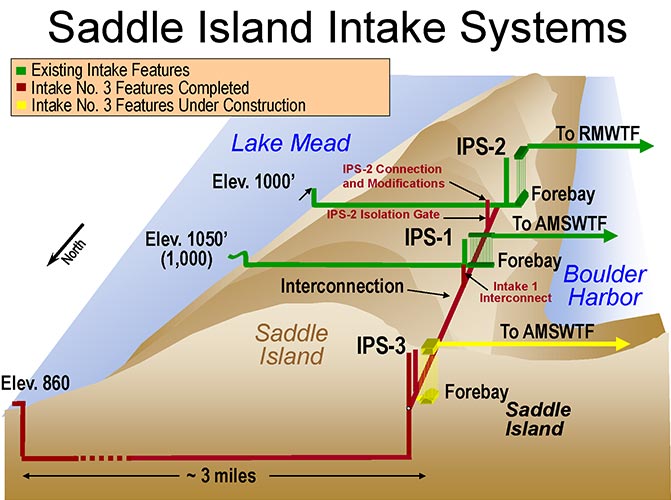 Saddle Island Intake Systems
Existing Intake Features
Intake No. 3 Features Completed
Intake No. 3 Features Under Construction
Lake Mead
IPS-2
To RMWTF
IPS-2 Connection
and Modifications
Elev. 1000'
Forebay
IPS-2 Isolation Gate
To AMSWTF
North
Elev. 1050'
(1,000)
IPS-1
Forebay
Boulder
Harbor
Interconnection
Intake 1
Interconnect
Saddle
Island
IPS-3
To AMSWTF
Elev. 860
Forebay
Saddle
Island
~ 3 miles